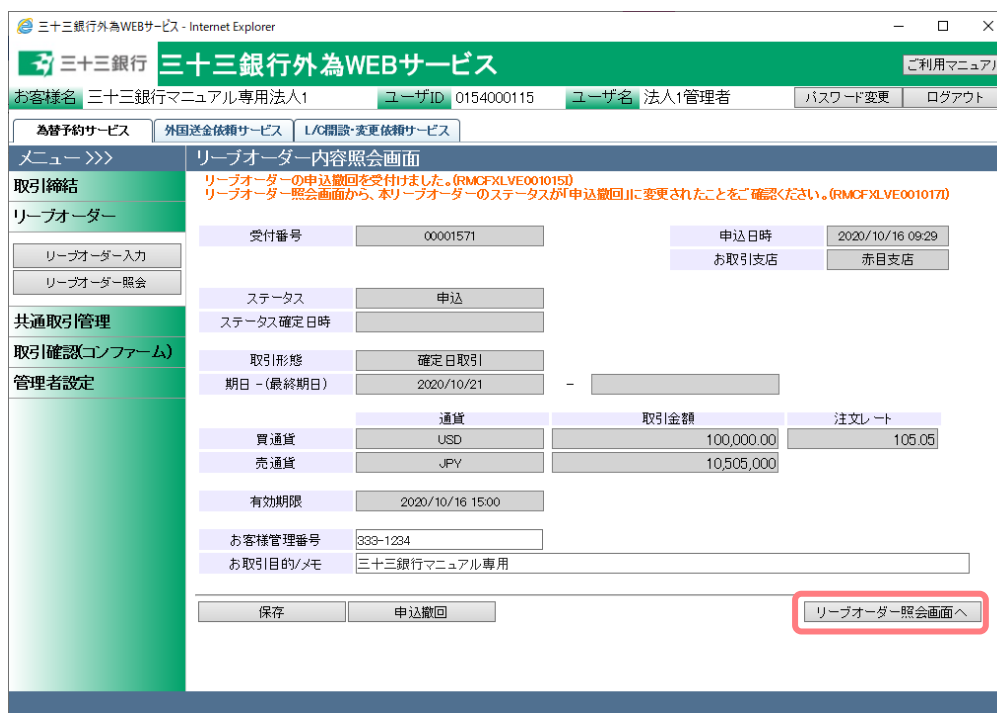 三十三銀行外為WEBサービス - Internet Explorer
三十三銀行 三十三銀行外為WEBサービス ご利用マニュアル
お客様名 三十三銀行マニュアル専用法人1 ユーザID 0154000115 ユーザ名 法人1管理者 パスワード変更 ログアウト
為替予約サービス 外国送金依頼サービス L/C開設・変更依頼サービス
メニュー >>> リーブオーダー内容照会画面
リーブオーダーの申込撤回を受付けました。(RMCFXLVE001015I)
リーブオーダー照会画面から、本リーブオーダーのステータスが「申込撤回」に変更されたことをご確認ください。(RMCFXLVE001017I)
取引締結
リーブオーダー
リーブオーダー入力
リーブオーダー照会
共通取引管理
取引確認(コンファーム)
管理者設定
受付番号 00001571 申込日時 2020/10/16 09:29
お取引支店 赤目支店
ステータス 申込
ステータス確定日時
取引形態 確定日取引
期日 -(最終期日) 2020/10/21 -
通貨 取引金額 注文レート
買通貨 USD 100,000.00 105.05
売通貨 JPY 10,505,000
有効期限 2020/10/16 15:00
お客様管理番号 333-1234
お取引目的/メモ 三十三銀行マニュアル専用
保存 申込撤回 リーブオーダー照会画面へ